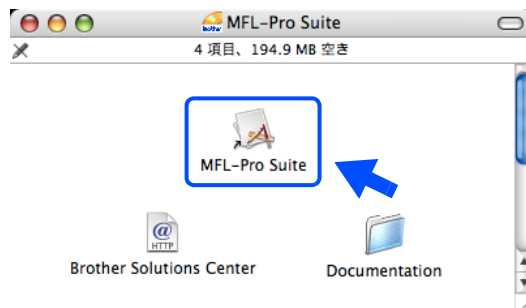 MFL-Pro Suite
4 項目、194.9 MB 空き
MFL-Pro Suite
HTTP
Brother Solutions Center
Documentation